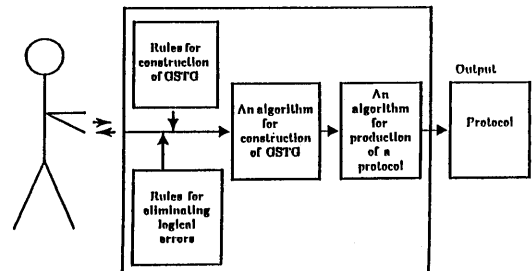 Rules for
construction
of GSTG
An algorithm
for
construction
of GSTG
An
algorithm
for
production
of a
protocol
Output
Protocol
Rules for
eliminating
logical
errors